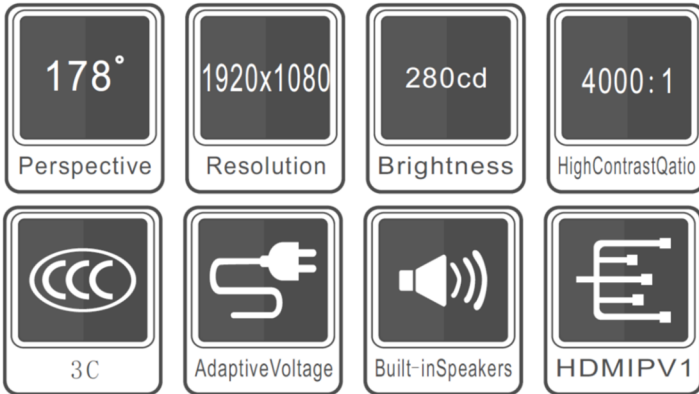 178°
1920x1080
280cd
4000:1
Perspective
Resolution
Brightness
HighContrastQatio
CCC
3C
AdaptiveVoltage
Built-inSpeakers
HDMIPV1